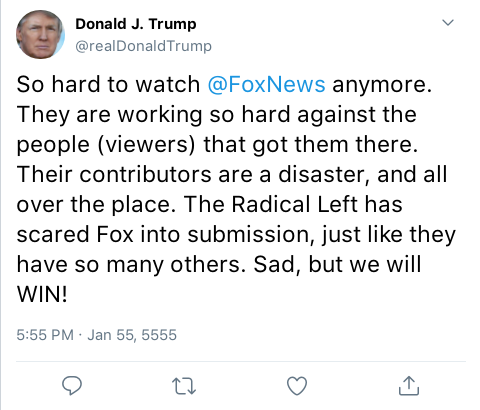 Donald J. Trump
@realDonaldTrump
So hard to watch @FoxNews anymore.
They are working so hard against the
people (viewers) that got them there.
Their contributors are a disaster, and all
over the place. The Radical Left has
scared Fox into submission, just like they
have so many others. Sad, but we will
WIN!
5:55 PM · Jan 55, 5555